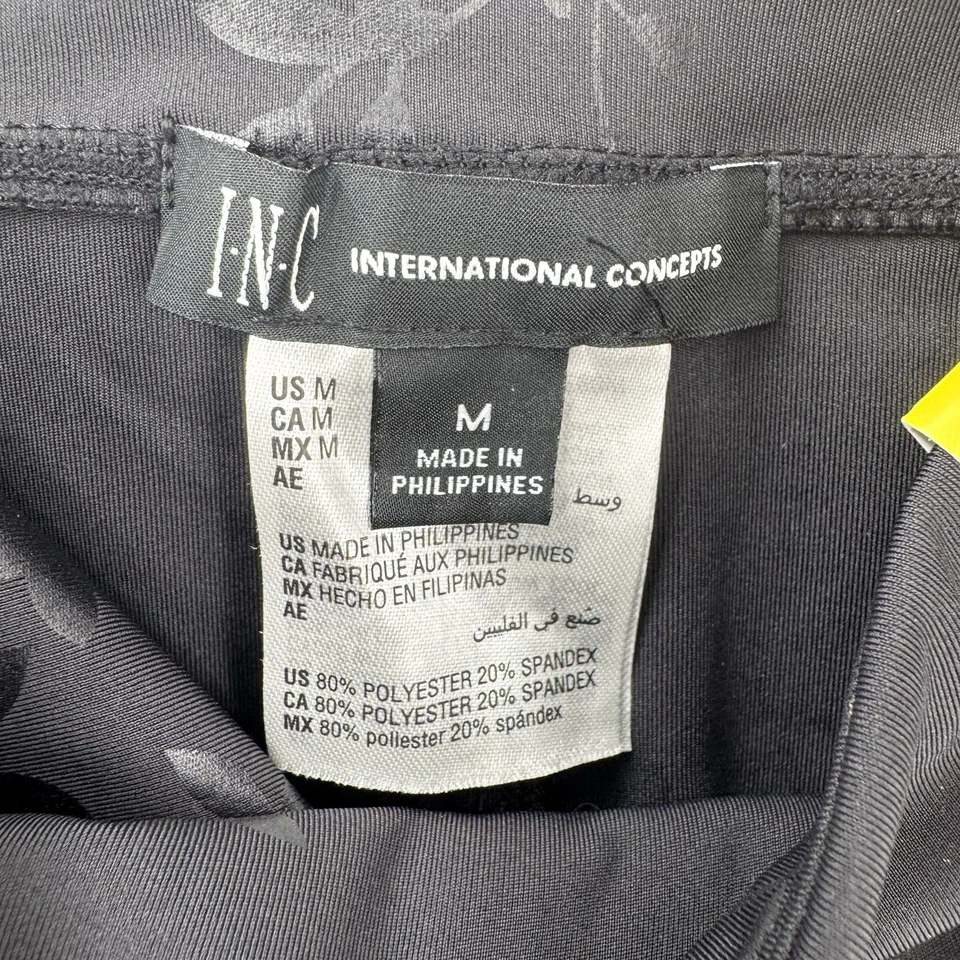 I·N·C INTERNATIONAL CONCEPTS
US M
CA M
MX M
AE
M
MADE IN
PHILIPPINES
وسط
US MADE IN PHILIPPINES
CA FABRIQUÉ AUX PHILIPPINES
MX HECHO EN FILIPINAS
AE
صنع في الفليبين
US 80% POLYESTER 20% SPANDEX
CA 80% POLYESTER 20% SPANDEX
MX 80% poliester 20% spándex